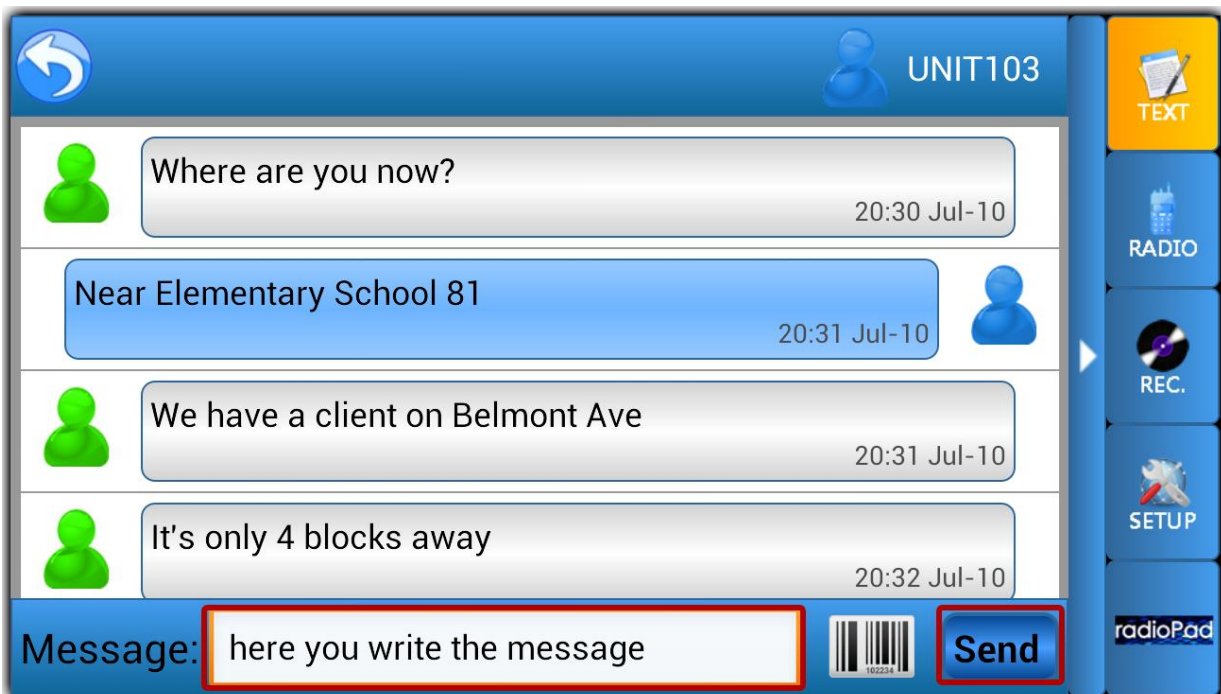 UNIT103
TEXT
Where are you now?
20:30 Jul-10
RADIO
Near Elementary School 81
20:31 Jul-10
REC.
We have a client on Belmont Ave
20:31 Jul-10
SETUP
It's only 4 blocks away
20:32 Jul-10
Message: here you write the message 102234 Send
radioPad